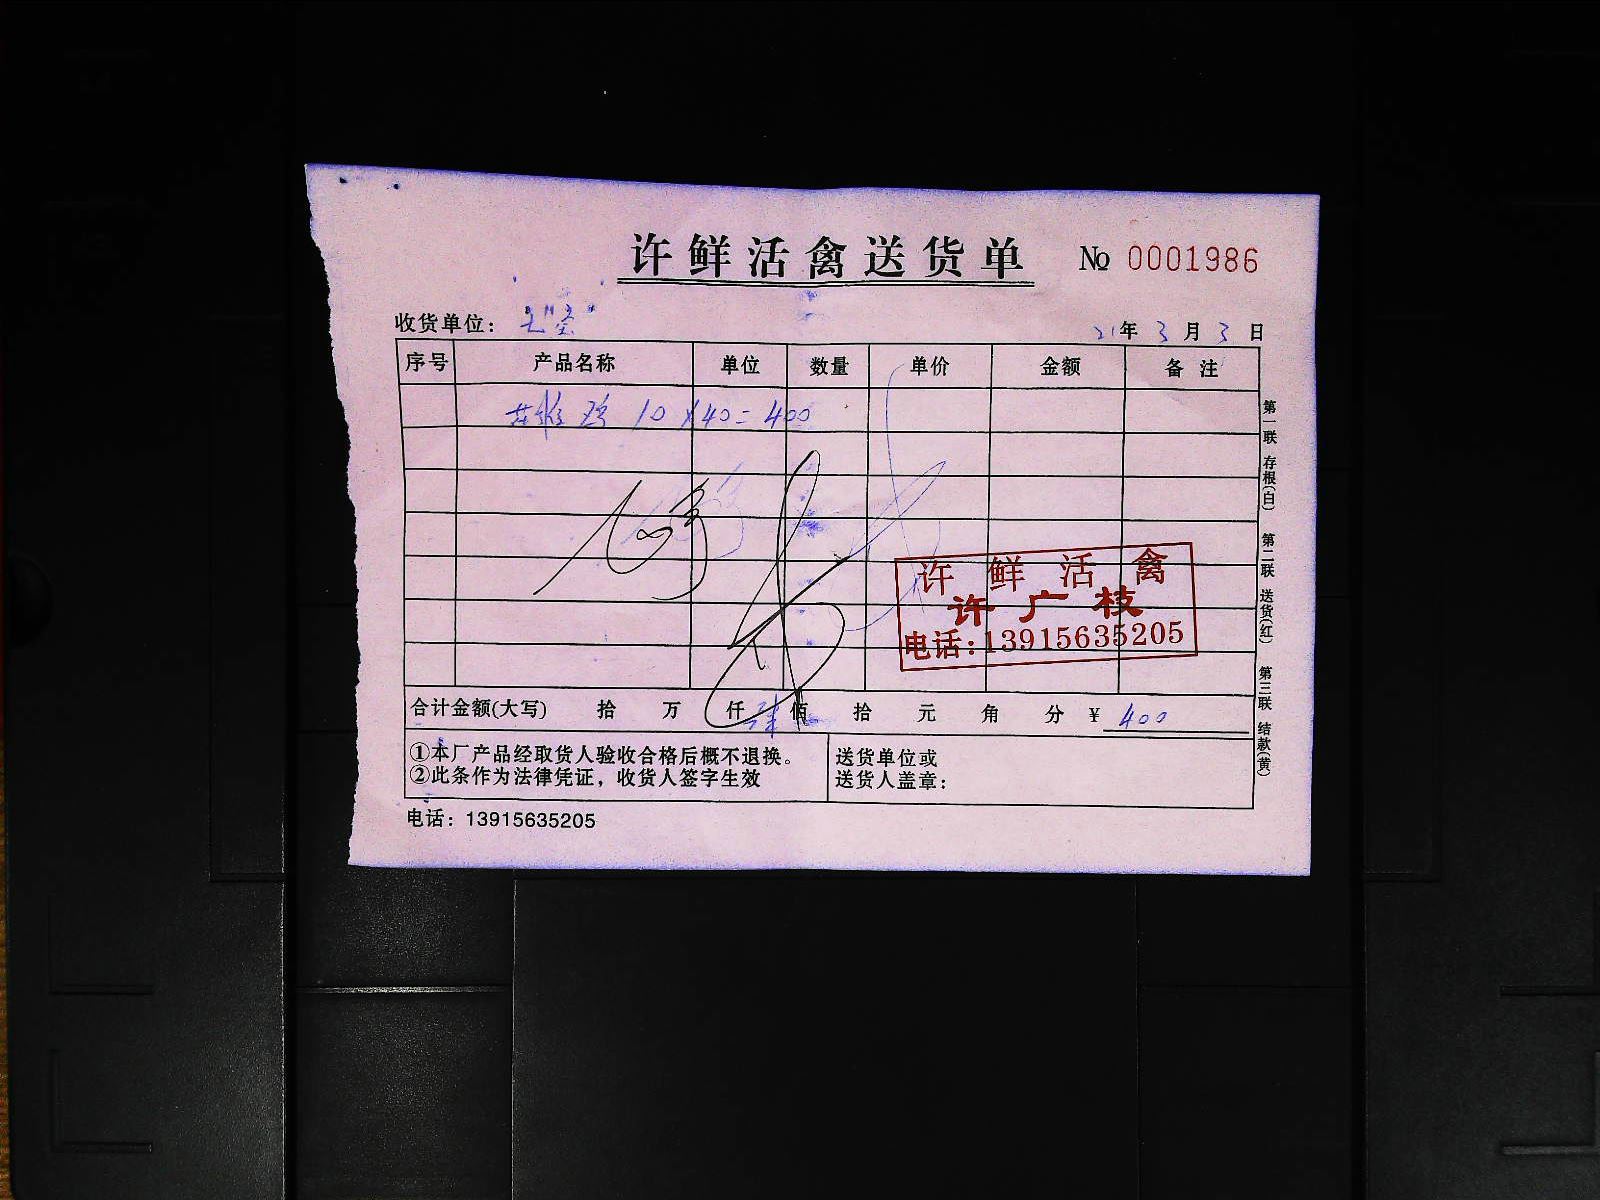 许鲜活禽送货单 № 0001986
收货单位：
21年3月3日
序号 产品名称 单位 数量 单价 金额 备注
鸡 10×40=400
许鲜活禽
许广枝
电话:13915635205
合计金额(大写) 拾 万 仟 佰 拾 元 角 分 ¥ 400
①本厂产品经取货人验收合格后概不退换。
②此条作为法律凭证，收货人签字生效
送货单位或
送货人盖章：
电话：13915635205
第一联 存根(白) 第二联 送货(红) 第三联 结款(黄)